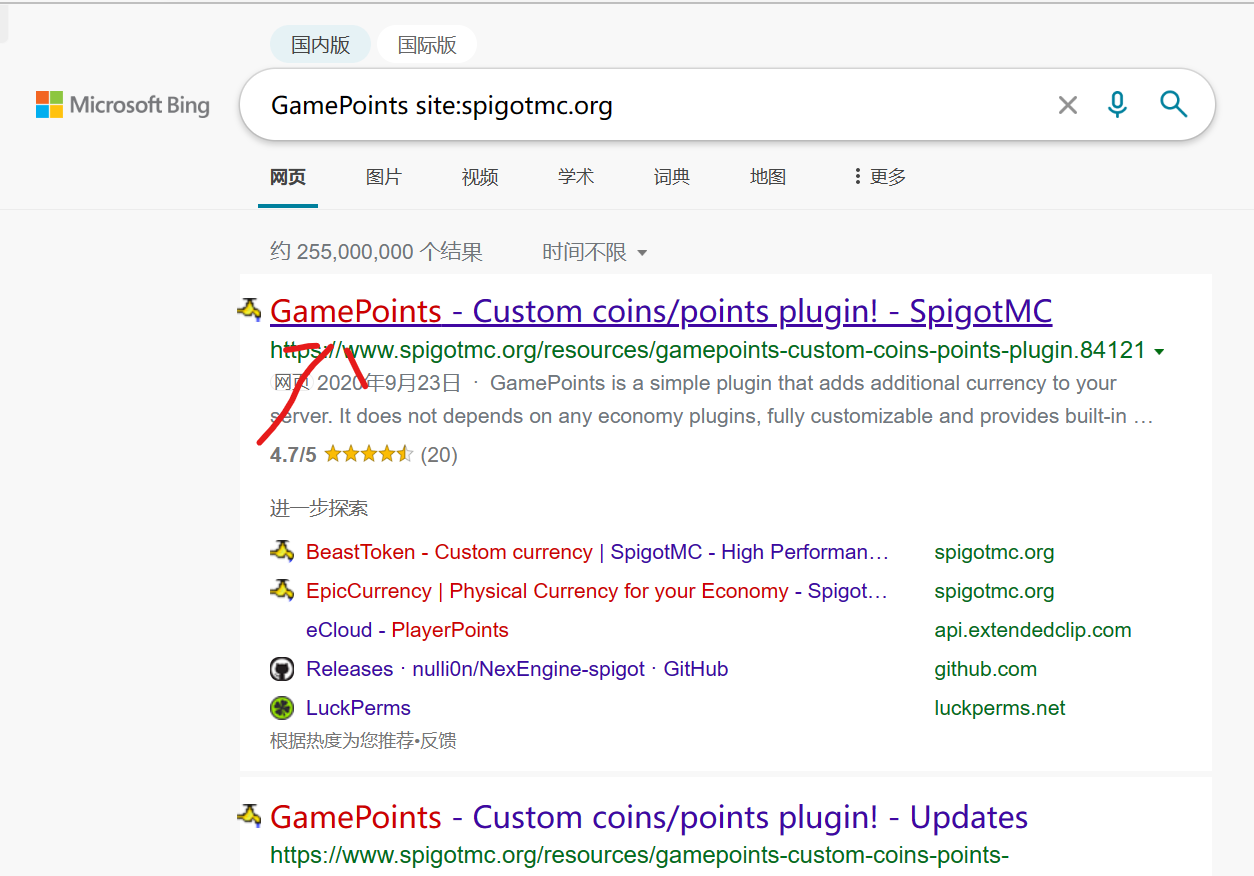 国内版 国际版
Microsoft Bing
GamePoints site:spigotmc.org
网页 图片 视频 学术 词典 地图 更多
约 255,000,000 个结果 时间不限
GamePoints - Custom coins/points plugin! - SpigotMC
https://www.spigotmc.org/resources/gamepoints-custom-coins-points-plugin.84121
网页 2020年9月23日 · GamePoints is a simple plugin that adds additional currency to your
server. It does not depends on any economy plugins, fully customizable and provides built-in …
4.7/5 (20)
进一步探索
BeastToken - Custom currency | SpigotMC - High Performan… spigotmc.org
EpicCurrency | Physical Currency for your Economy - Spigot… spigotmc.org
eCloud - PlayerPoints api.extendedclip.com
Releases · nulli0n/NexEngine-spigot · GitHub github.com
LuckPerms luckperms.net
根据热度为您推荐•反馈
GamePoints - Custom coins/points plugin! - Updates
https://www.spigotmc.org/resources/gamepoints-custom-coins-points-